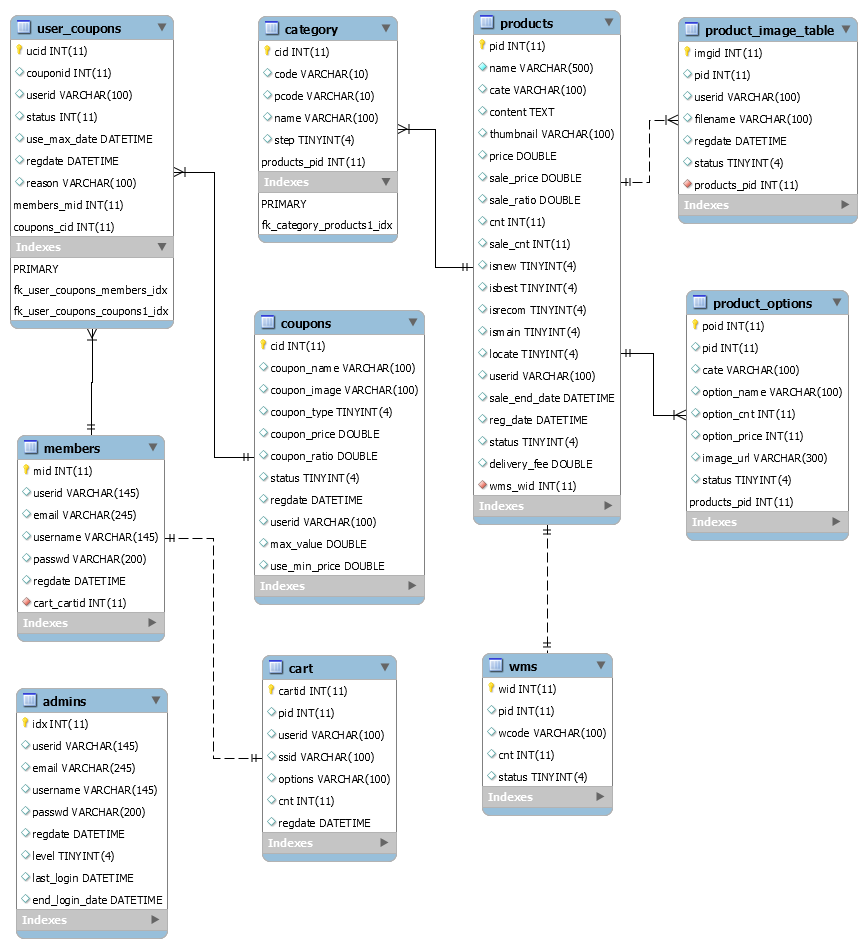 user_coupons
ucid INT(11)
couponid INT(11)
userid VARCHAR(100)
status INT(11)
use_max_date DATETIME
regdate DATETIME
reason VARCHAR(100)
members_mid INT(11)
coupons_cid INT(11)
Indexes
PRIMARY
fk_user_coupons_members_idx
fk_user_coupons_coupons1_idx
category
cid INT(11)
code VARCHAR(10)
pcode VARCHAR(10)
name VARCHAR(100)
step TINYINT(4)
products_pid INT(11)
Indexes
PRIMARY
fk_category_products1_idx
products
pid INT(11)
name VARCHAR(500)
cate VARCHAR(100)
content TEXT
thumbnail VARCHAR(100)
price DOUBLE
sale_price DOUBLE
sale_ratio DOUBLE
cnt INT(11)
sale_cnt INT(11)
isnew TINYINT(4)
isbest TINYINT(4)
isrecom TINYINT(4)
ismain TINYINT(4)
locate TINYINT(4)
userid VARCHAR(100)
sale_end_date DATETIME
reg_date DATETIME
status TINYINT(4)
delivery_fee DOUBLE
wms_wid INT(11)
Indexes
product_image_table
imgid INT(11)
pid INT(11)
userid VARCHAR(100)
filename VARCHAR(100)
regdate DATETIME
status TINYINT(4)
products_pid INT(11)
Indexes
product_options
poid INT(11)
pid INT(11)
cate VARCHAR(100)
option_name VARCHAR(100)
option_cnt INT(11)
option_price INT(11)
image_url VARCHAR(300)
status TINYINT(4)
products_pid INT(11)
Indexes
coupons
cid INT(11)
coupon_name VARCHAR(100)
coupon_image VARCHAR(100)
coupon_type TINYINT(4)
coupon_price DOUBLE
coupon_ratio DOUBLE
status TINYINT(4)
regdate DATETIME
userid VARCHAR(100)
max_value DOUBLE
use_min_price DOUBLE
Indexes
members
mid INT(11)
userid VARCHAR(145)
email VARCHAR(245)
username VARCHAR(145)
passwd VARCHAR(200)
regdate DATETIME
cart_cartid INT(11)
Indexes
cart
cartid INT(11)
pid INT(11)
userid VARCHAR(100)
ssid VARCHAR(100)
options VARCHAR(100)
cnt INT(11)
regdate DATETIME
Indexes
wms
wid INT(11)
pid INT(11)
wcode VARCHAR(100)
cnt INT(11)
status TINYINT(4)
Indexes
admins
idx INT(11)
userid VARCHAR(145)
email VARCHAR(245)
username VARCHAR(145)
passwd VARCHAR(200)
regdate DATETIME
level TINYINT(4)
last_login DATETIME
end_login_date DATETIME
Indexes